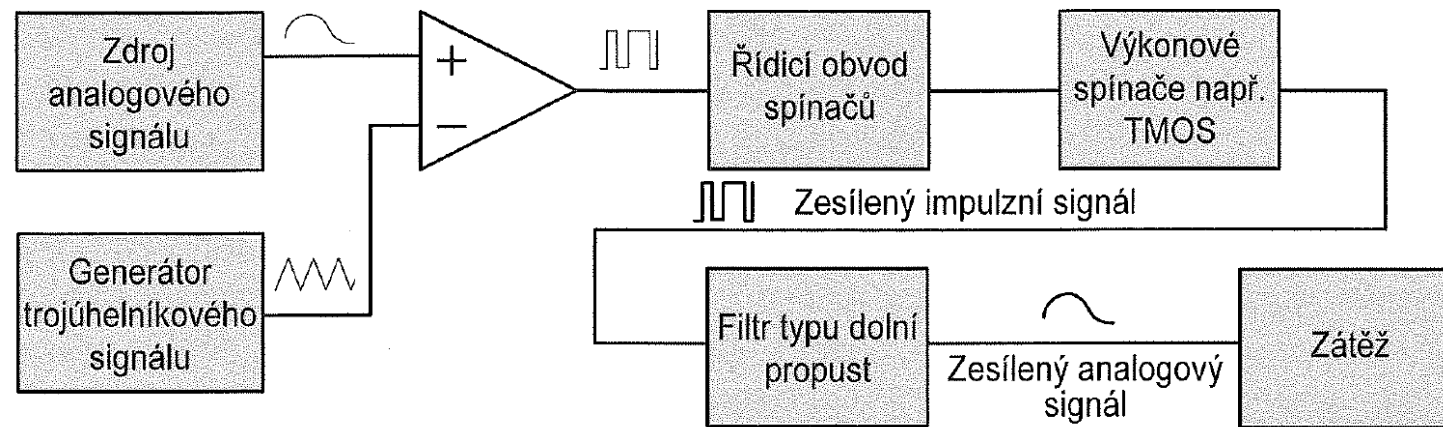 Zdroj
analogového
signálu
+
−
Řídicí obvod
spínačů
Výkonové
spínače např.
TMOS
Zesílený impulzní signál
Generátor
trojúhelníkového
signálu
Filtr typu dolní
propust
Zesílený analogový
signál
Zátěž